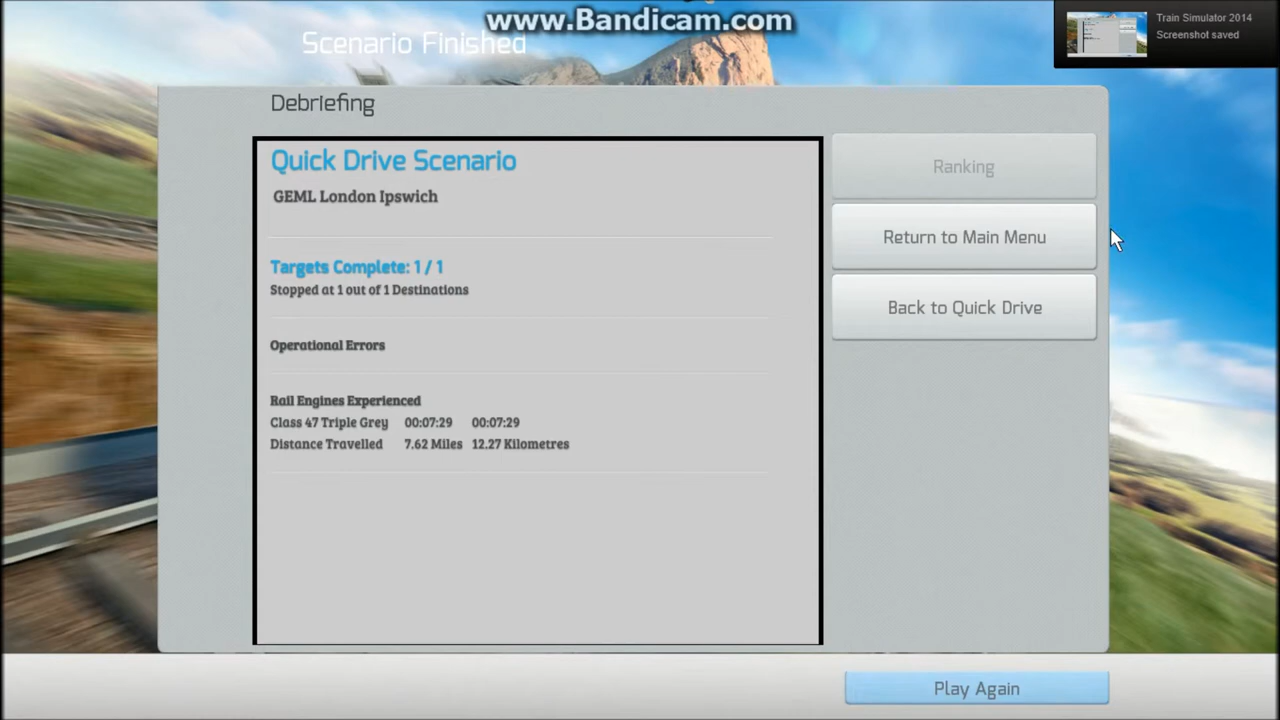 www.Bandicam.com
Train Simulator 2014
Screenshot saved
Scenario Finished
Debriefing
Quick Drive Scenario
GEML London Ipswich
Targets Complete: 1 / 1
Stopped at 1 out of 1 Destinations
Operational Errors
Rail Engines Experienced
Class 47 Triple Grey 00:07:29 00:07:29
Distance Travelled 7.62 Miles 12.27 Kilometres
Ranking
Return to Main Menu
Back to Quick Drive
Play Again